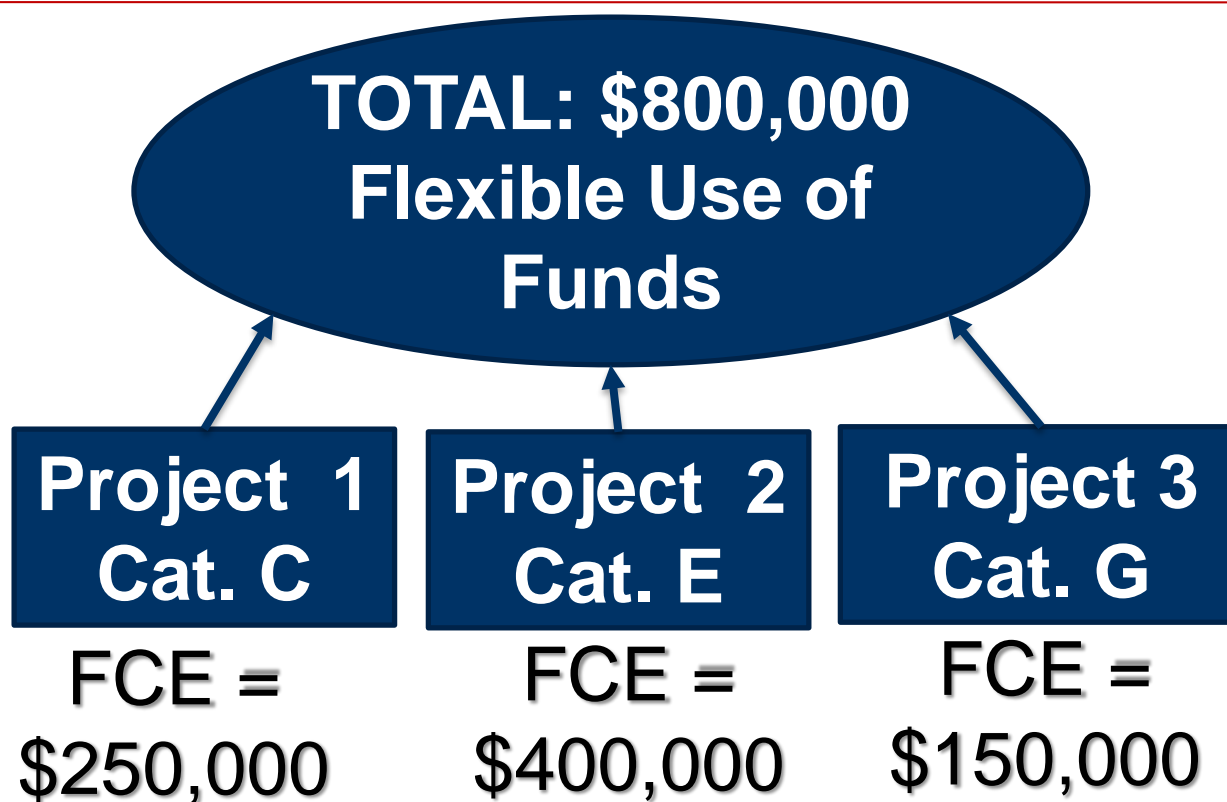 TOTAL: $800,000
Flexible Use of
Funds
Project 1
Cat. C
Project 2
Cat. E
Project 3
Cat. G
FCE =
$250,000
FCE =
$400,000
FCE =
$150,000